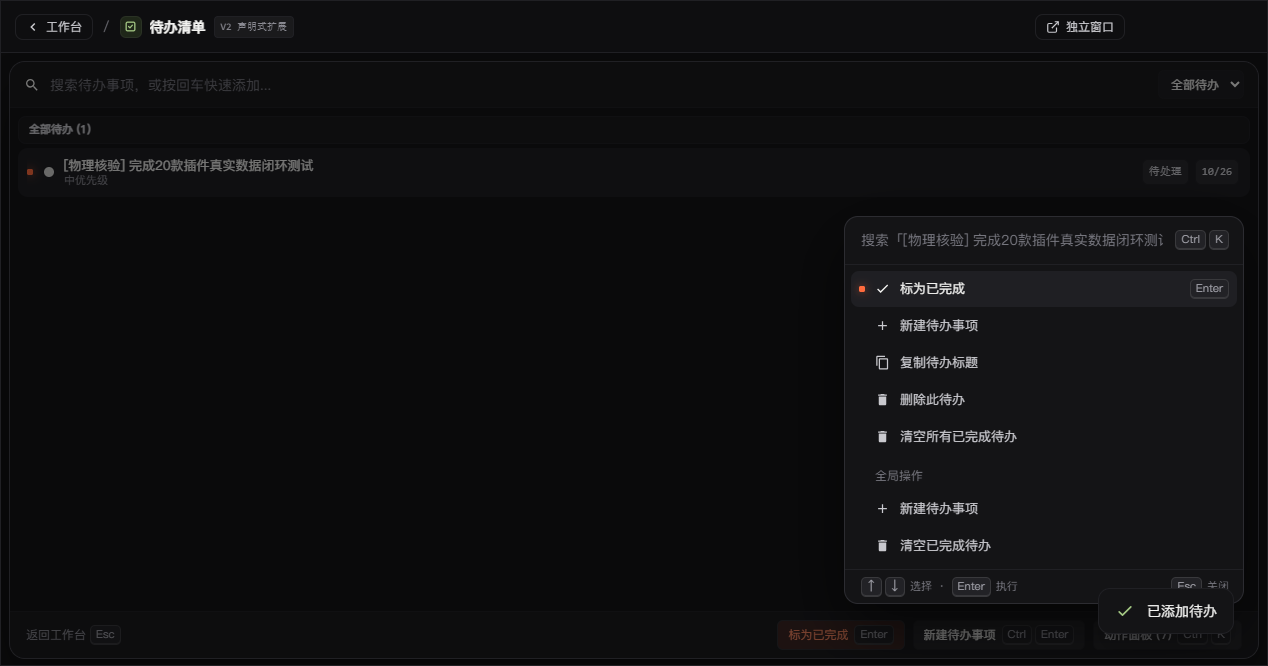 工作台 / 待办清单 V2 声明式扩展 独立窗口
搜索待办事项，或按回车快速添加... 全部待办
全部待办 (1)
[物理核验] 完成20款插件真实数据闭环测试
中优先级
待处理 10/26
搜索「[物理核验] 完成20款插件真实数据闭环测 Ctrl K
标为已完成 Enter
新建待办事项
复制待办标题
删除此待办
清空所有已完成待办
全局操作
新建待办事项
清空已完成待办
↑ ↓ 选择 · Enter 执行 Esc 关闭
已添加待办
返回工作台 Esc 标为已完成 Enter 新建待办事项 Ctrl Enter 动作面板 (7) Ctrl K